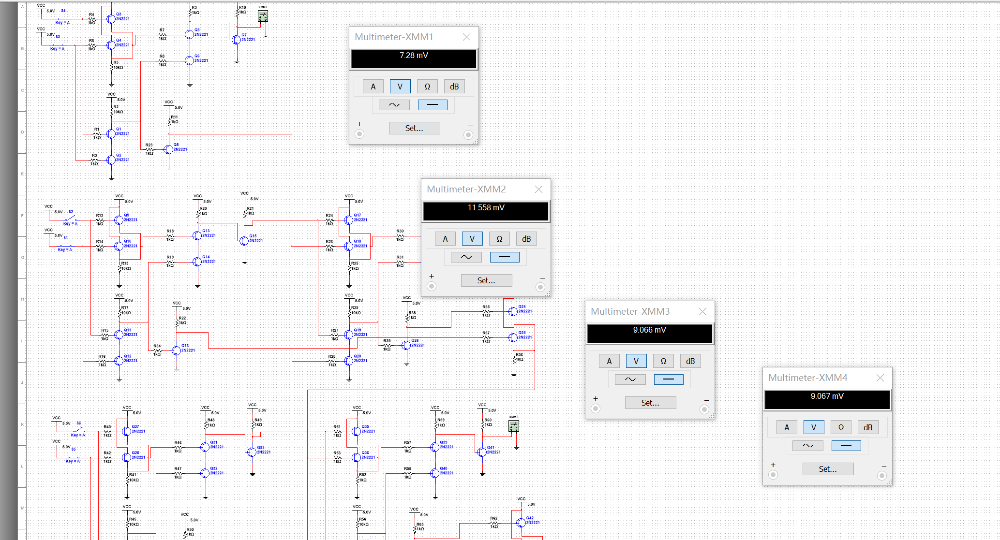 A
VCC
5.0V
S4
Key = A
R4
1kΩ
Q3
2N2221
R9
1kΩ
R10
1kΩ
XMM1
VCC
5.0V
S3
Key = A
R6
1kΩ
Q4
2N2221
R7
1kΩ
Q5
2N2221
Q7
2N2221
B
R5
10kΩ
R8
1kΩ
Q6
2N2221
C
VCC
5.0V
R2
10kΩ
VCC
5.0V
R11
1kΩ
D
R1
1kΩ
Q1
2N2221
R23
1kΩ
Q8
2N2221
R3
1kΩ
Q2
2N2221
E
Multimeter-XMM1
7.28 mV
A
V
Ω
dB
Set...
+
−
VCC
5.0V
S2
Key = A
R12
1kΩ
VCC
5.0V
Q9
2N2221
VCC
5.0V
R20
1kΩ
VCC
5.0V
R21
1kΩ
VCC
5.0V
R24
1kΩ
Q17
2N2221
F
VCC
5.0V
S1
Key = A
R14
1kΩ
Q10
2N2221
R18
1kΩ
Q13
2N2221
Q15
2N2221
R26
1kΩ
Q18
2N2221
R30
1kΩ
G
R13
10kΩ
R19
1kΩ
Q14
2N2221
R25
1kΩ
R31
1kΩ
Multimeter-XMM2
11.558 mV
A
V
Ω
dB
Set...
+
−
H
VCC
5.0V
R17
10kΩ
VCC
5.0V
R22
1kΩ
VCC
5.0V
R29
10kΩ
VCC
5.0V
R38
1kΩ
R35
1kΩ
Q24
2N2221
I
R15
1kΩ
Q11
2N2221
R34
1kΩ
Q16
2N2221
R27
1kΩ
Q19
2N2221
R39
1kΩ
Q26
2N2221
R37
1kΩ
Q25
2N2221
R16
1kΩ
Q12
2N2221
R28
1kΩ
Q20
2N2221
R36
1kΩ
J
Multimeter-XMM3
9.066 mV
A
V
Ω
dB
Set...
+
−
Multimeter-XMM4
9.067 mV
A
V
Ω
dB
Set...
+
−
K
VCC
5.0V
S6
Key = A
R40
1kΩ
VCC
5.0V
Q27
2N2221
VCC
5.0V
R48
1kΩ
VCC
5.0V
R49
1kΩ
R51
1kΩ
VCC
5.0V
Q35
2N2221
VCC
5.0V
R59
1kΩ
VCC
5.0V
R60
1kΩ
XMM3
VCC
5.0V
S5
Key = A
R42
1kΩ
Q28
2N2221
R46
1kΩ
Q31
2N2221
Q33
2N2221
R53
1kΩ
Q36
2N2221
R57
1kΩ
Q39
2N2221
Q41
2N2221
L
R41
10kΩ
R47
1kΩ
Q32
2N2221
R52
1kΩ
R58
1kΩ
Q40
2N2221
M
VCC
5.0V
R45
10kΩ
VCC
5.0V
R50
1kΩ
VCC
5.0V
R56
10kΩ
VCC
5.0V
R65
1kΩ
R62
1kΩ
VCC
5.0V
Q42
2N2221